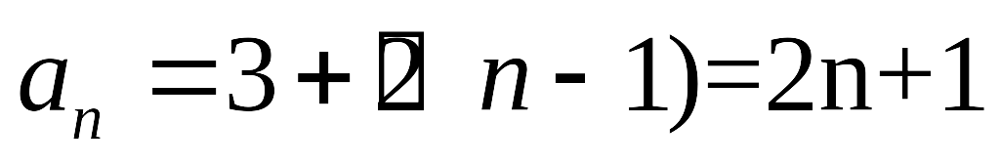 aₙ =3 + 2 n - 1)=2n+1